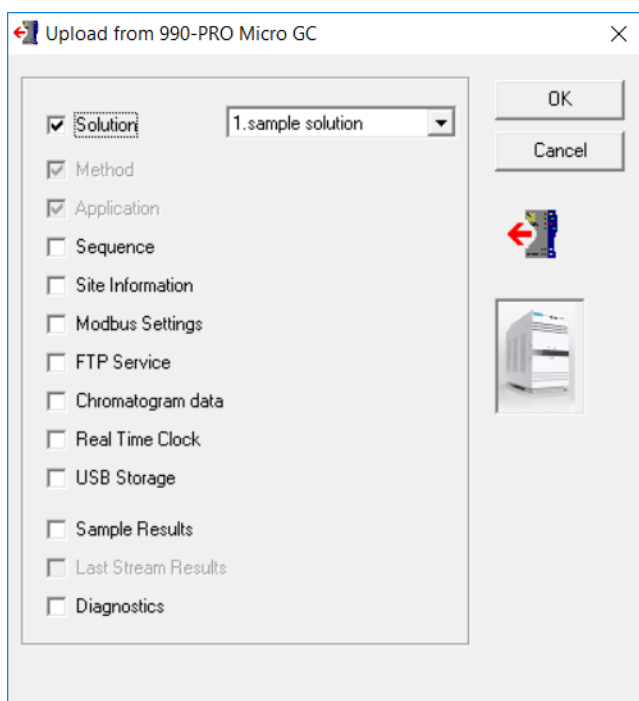 Upload from 990-PRO Micro GC
Solution 1.sample solution
Method
Application
Sequence
Site Information
Modbus Settings
FTP Service
Chromatogram data
Real Time Clock
USB Storage
Sample Results
Last Stream Results
Diagnostics
OK
Cancel